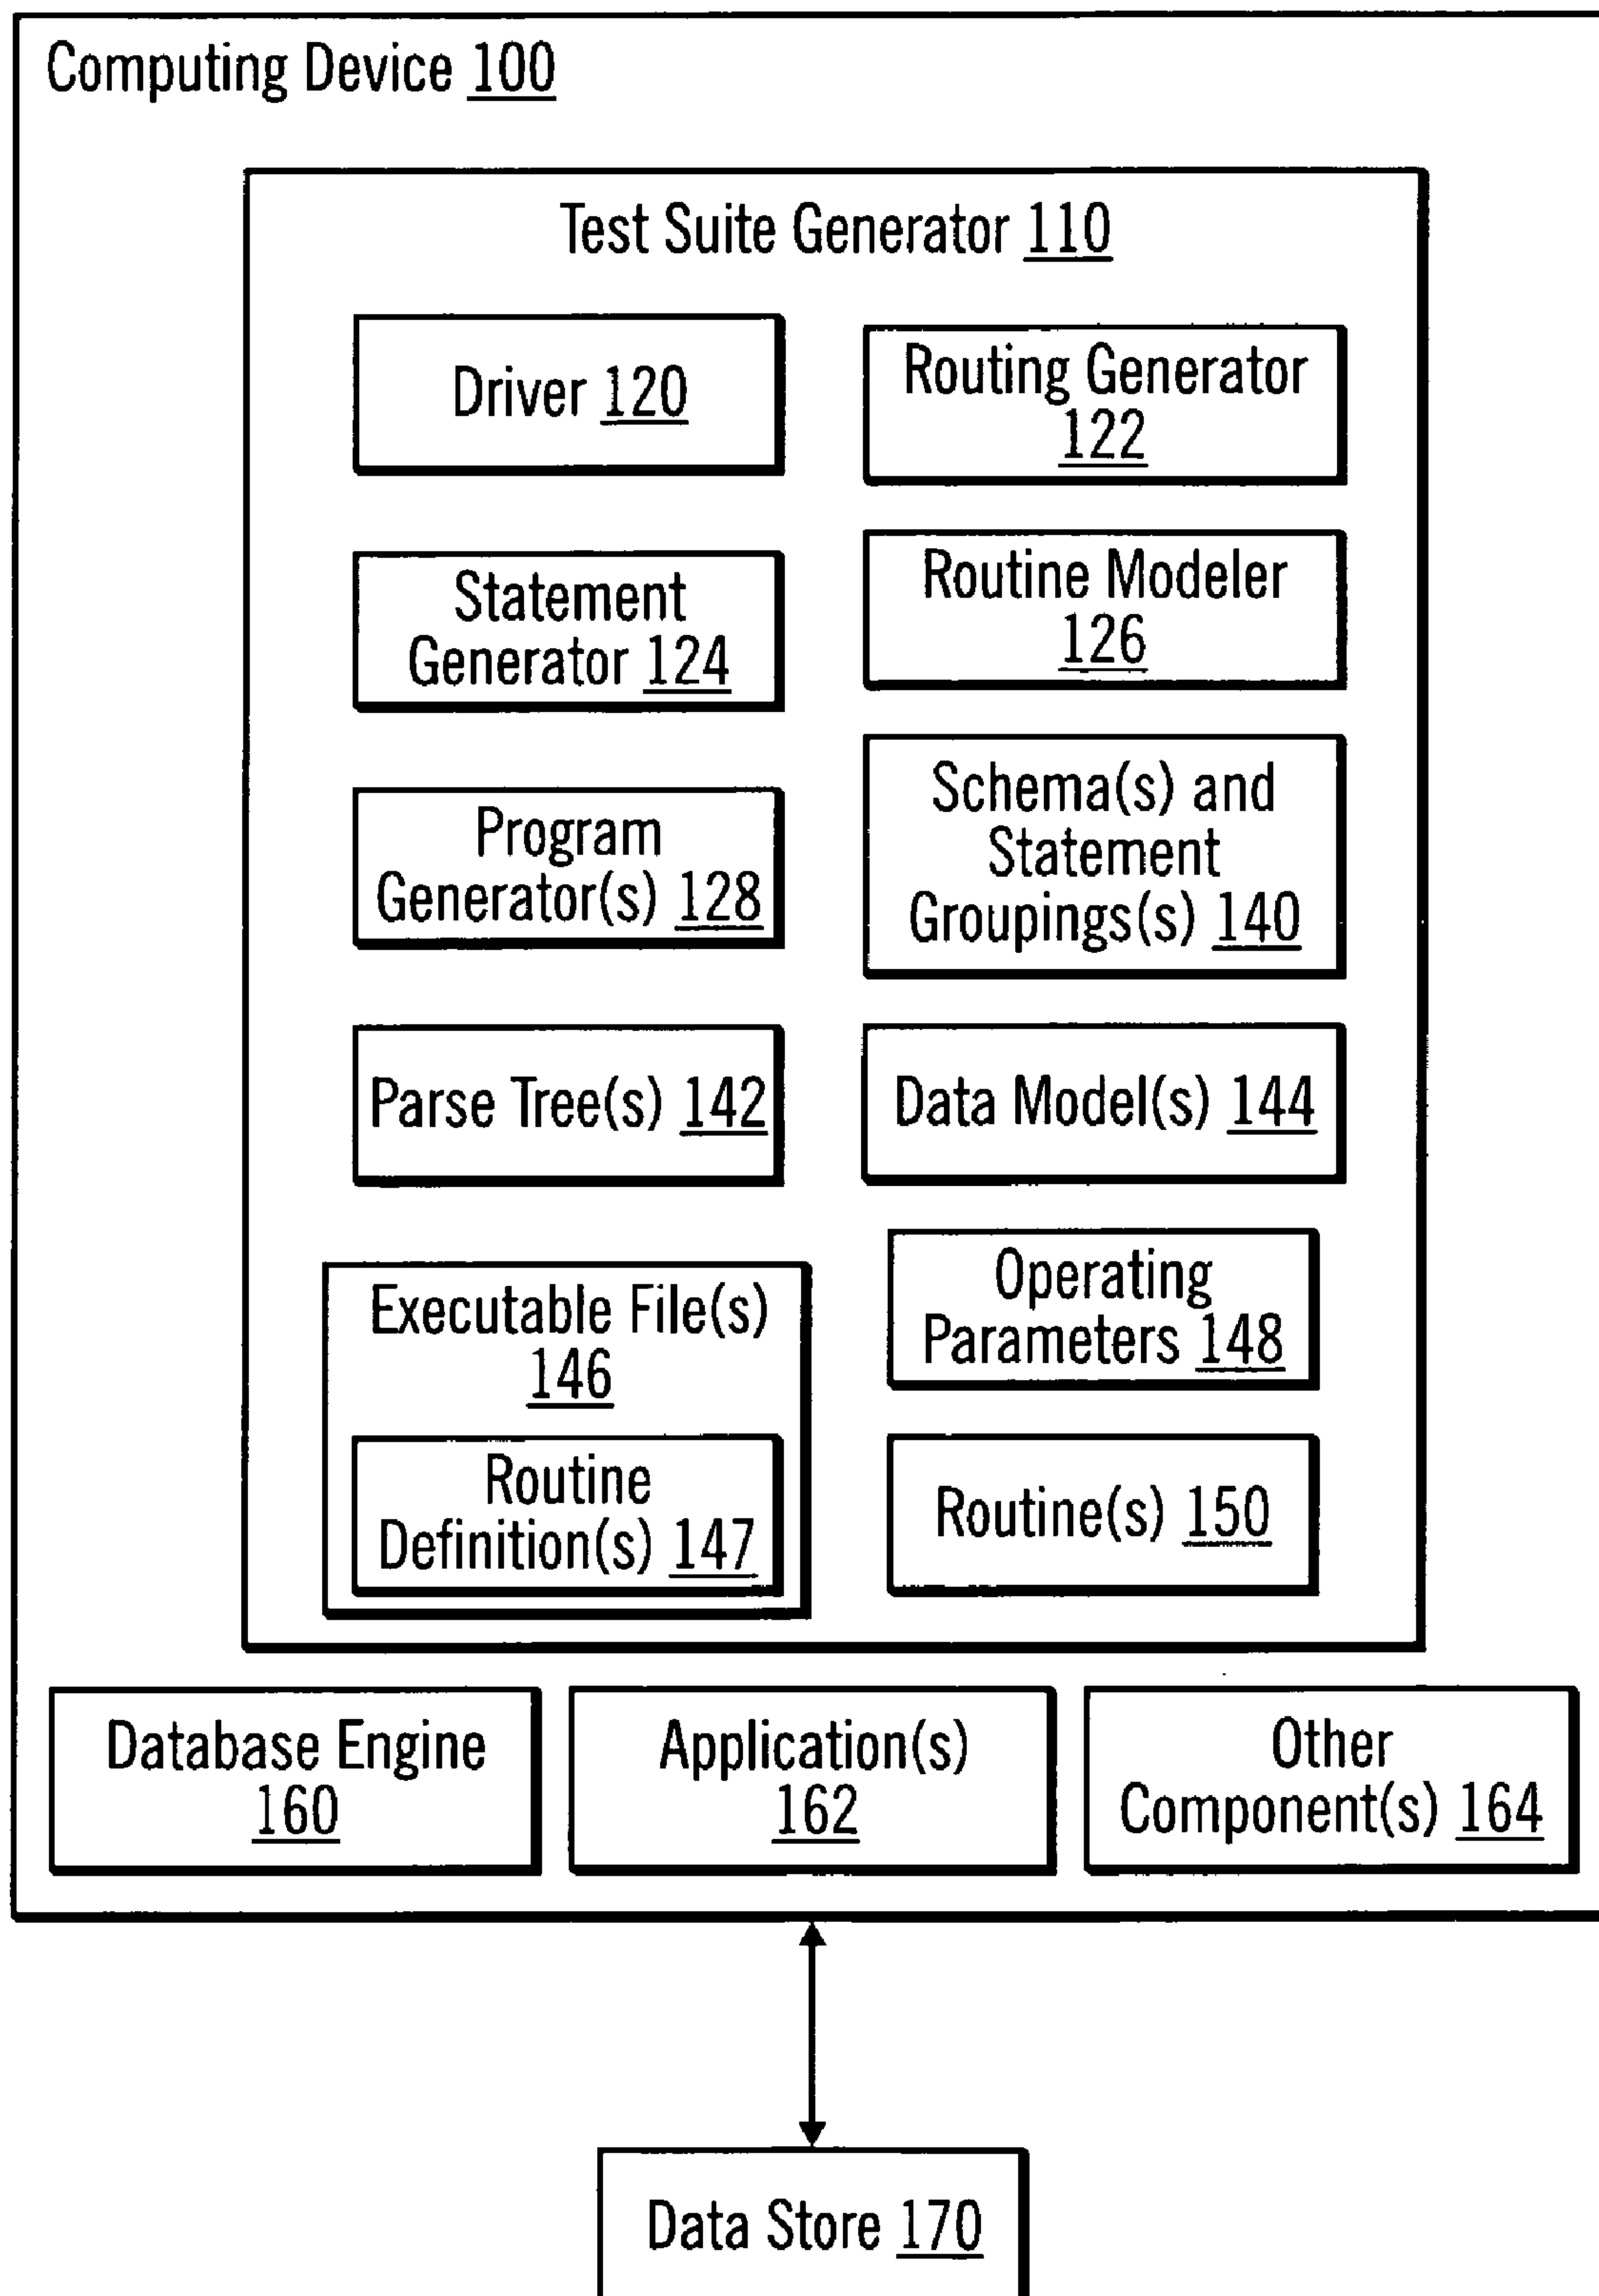 Computing Device 100
Test Suite Generator 110
Driver 120
Routing Generator
122
Statement
Generator 124
Routine Modeler
126
Program
Generator(s) 128
Schema(s) and
Statement
Groupings(s) 140
Parse Tree(s) 142
Data Model(s) 144
Executable File(s)
146
Routine
Definition(s) 147
Operating
Parameters 148
Routine(s) 150
Database Engine
160
Application(s)
162
Other
Component(s) 164
Data Store 170